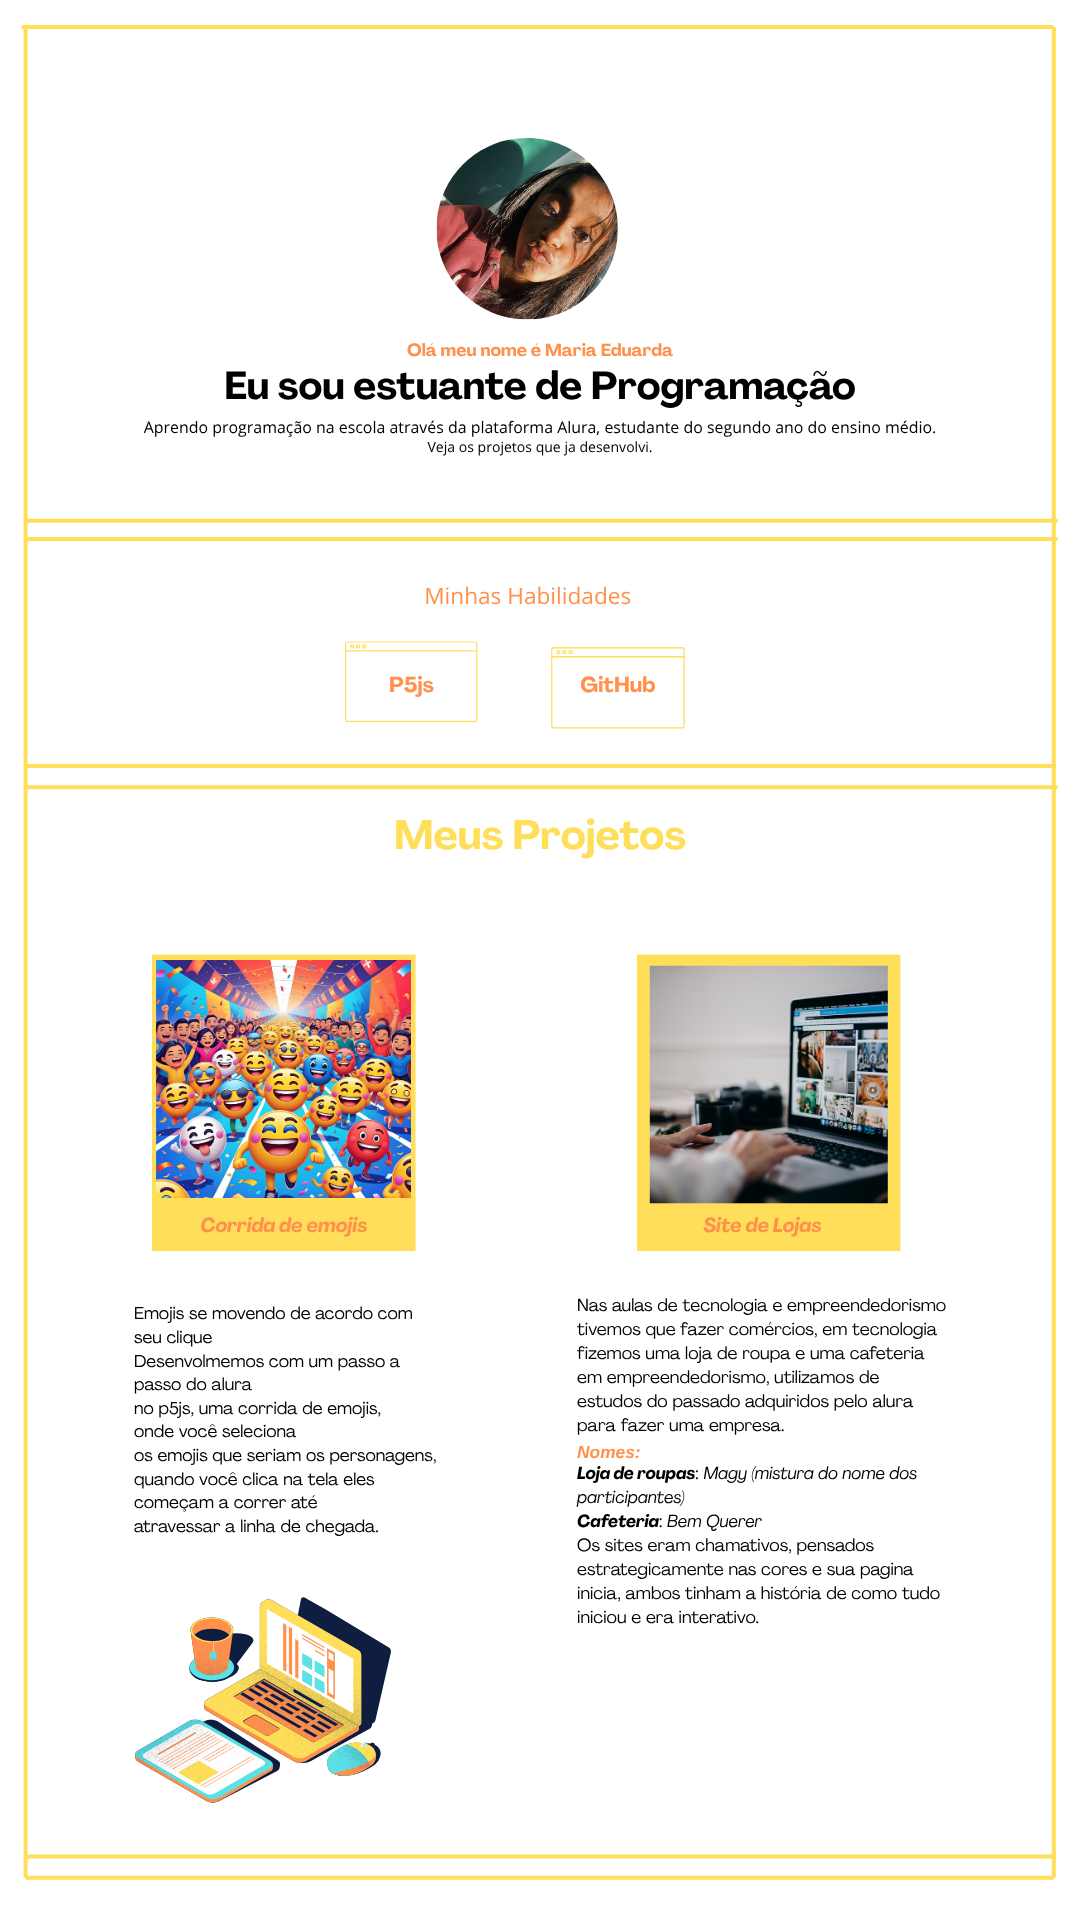 Olá meu nome é Maria Eduarda
Eu sou estuante de Programação
Aprendo programação na escola através da plataforma Alura, estudante do segundo ano do ensino médio.
Veja os projetos que ja desenvolvi.
Minhas Habilidades
P5js
GitHub
Meus Projetos
Corrida de emojis
Emojis se movendo de acordo com
seu clique
Desenvolmemos com um passo a
passo do alura
no p5js, uma corrida de emojis,
onde você seleciona
os emojis que seriam os personagens,
quando você clica na tela eles
começam a correr até
atravessar a linha de chegada.
Site de Lojas
Nas aulas de tecnologia e empreendedorismo
tivemos que fazer comércios, em tecnologia
fizemos uma loja de roupa e uma cafeteria
em empreendedorismo, utilizamos de
estudos do passado adquiridos pelo alura
para fazer uma empresa.
Nomes:
Loja de roupas: Magy (mistura do nome dos
participantes)
Cafeteria: Bem Querer
Os sites eram chamativos, pensados
estrategicamente nas cores e sua pagina
inicia, ambos tinham a história de como tudo
iniciou e era interativo.